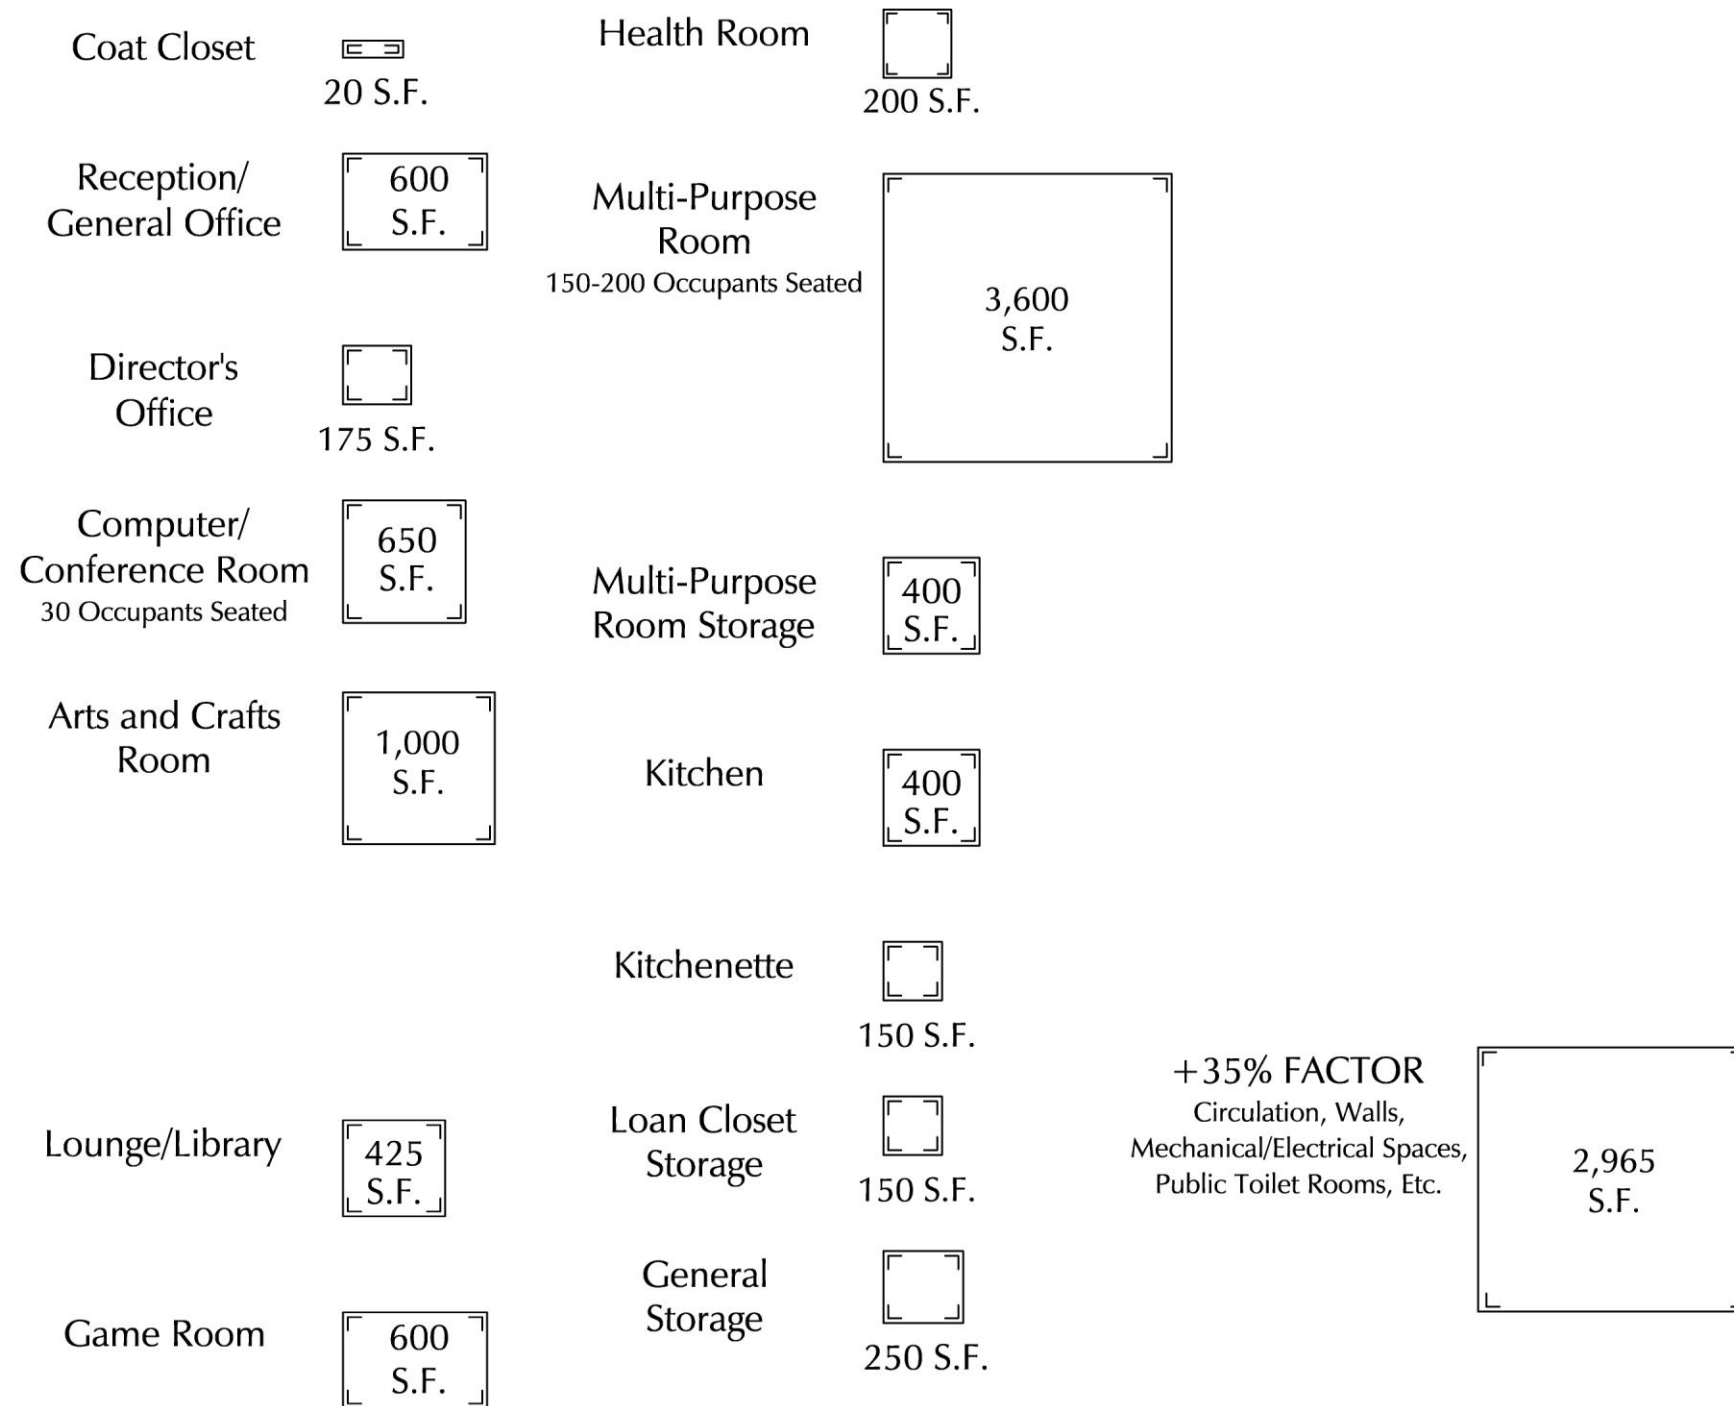 Coat Closet
20 S.F.
Reception/
General Office
600
S.F.
Director's
Office
175 S.F.
Computer/
Conference Room
30 Occupants Seated
650
S.F.
Arts and Crafts
Room
1,000
S.F.
Lounge/Library
425
S.F.
Game Room
600
S.F.
Health Room
200 S.F.
Multi-Purpose
Room
150-200 Occupants Seated
3,600
S.F.
Multi-Purpose
Room Storage
400
S.F.
Kitchen
400
S.F.
Kitchenette
150 S.F.
Loan Closet
Storage
150 S.F.
General
Storage
250 S.F.
+35% FACTOR
Circulation, Walls,
Mechanical/Electrical Spaces,
Public Toilet Rooms, Etc.
2,965
S.F.